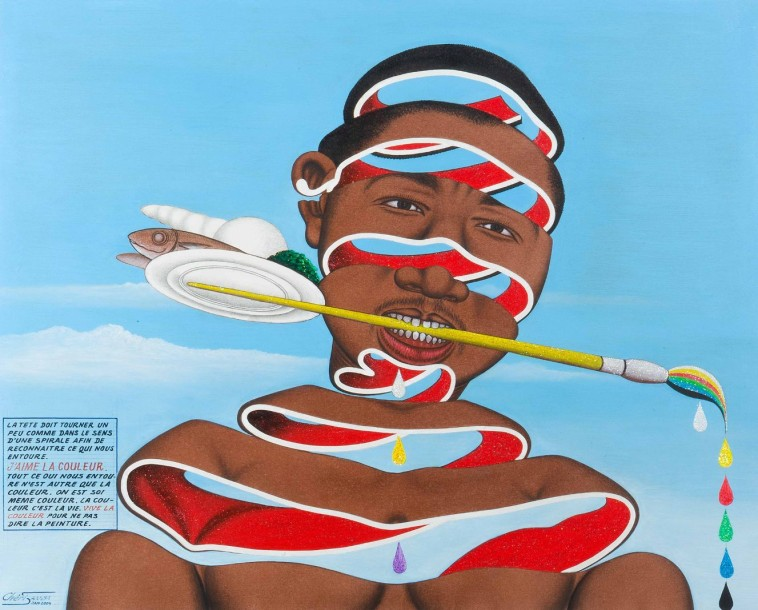 LA TETE DOIT TOURNER UN
PEU COMME DANS LE SENS
D'UNE SPIRALE AFIN DE
RECONNAITRE CE QUI NOUS
ENTOURE.
J'AIME LA COULEUR..
TOUT CE QUI NOUS ENTOU-
RE N'EST AUTRE QUE LA
COULEUR.. ON EST SOI
MEME COULEUR. LA COU-
LEUR C'EST LA VIE. VIVE LA
COULEUR POUR NE PAS
DIRE LA PEINTURE.